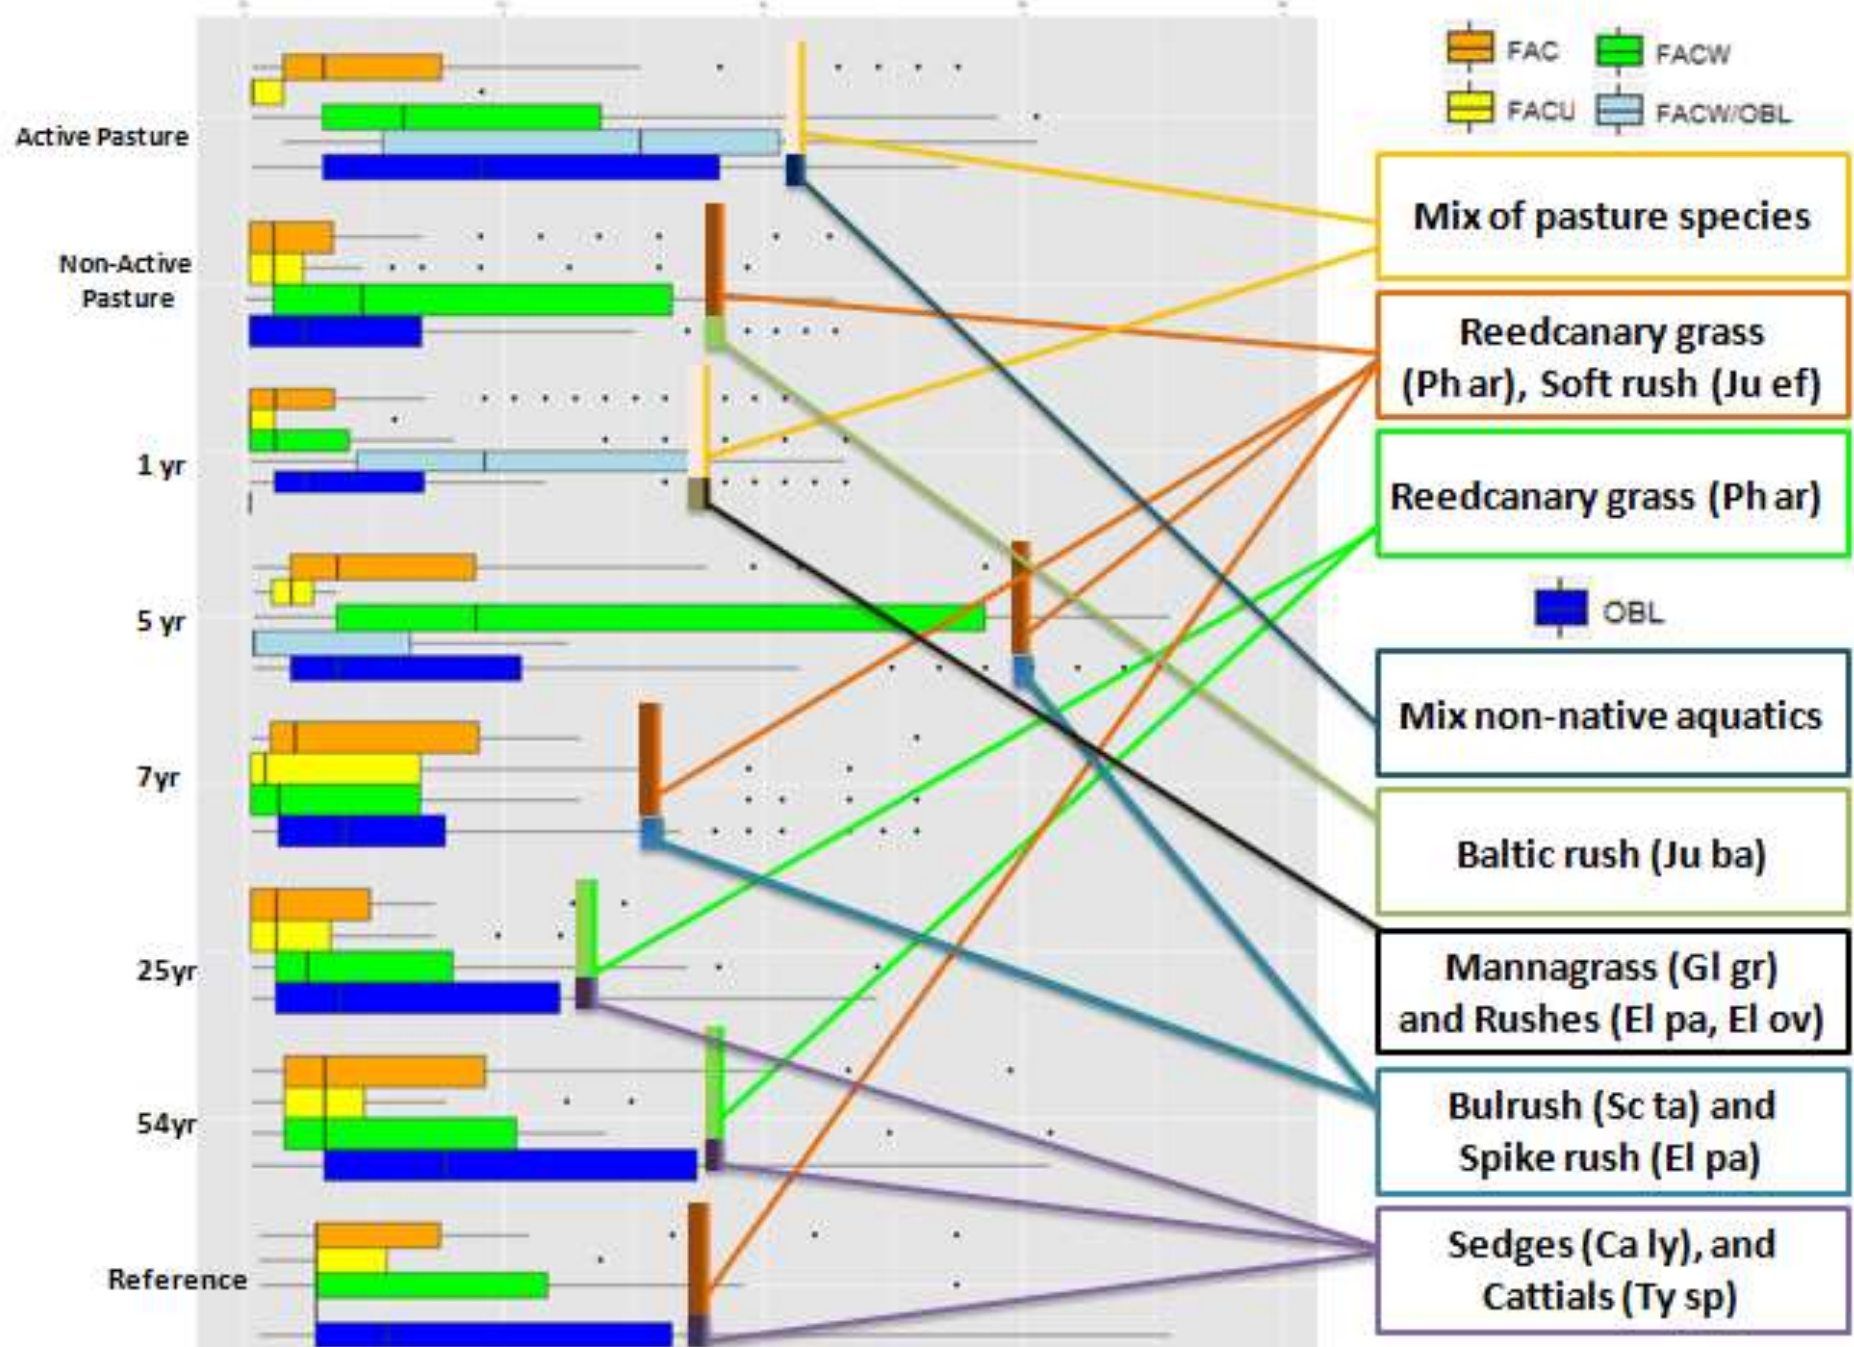 Active Pasture
Non-Active
Pasture
1 yr
5 yr
7yr
25yr
54yr
Reference
FAC
FACW
FACU
FACW/OBL
Mix of pasture species
Reedcanary grass
(Ph ar), Soft rush (Ju ef)
Reedcanary grass (Ph ar)
OBL
Mix non-native aquatics
Baltic rush (Ju ba)
Mannagrass (Gl gr)
and Rushes (El pa, El ov)
Bulrush (Sc ta) and
Spike rush (El pa)
Sedges (Ca ly), and
Cattials (Ty sp)